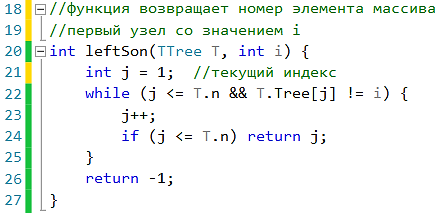 18 //функция возвращает номер элемента массива
19 //первый узел со значением i
20 int leftSon(TTree T, int i) {
21 int j = 1; //текущий индекс
22 while (j <= T.n && T.Tree[j] != i) {
23 j++;
24 if (j <= T.n) return j;
25 }
26 return -1;
27 }